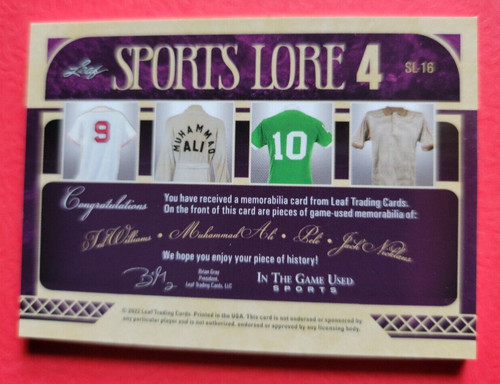 Leaf
SPORTS LORE 4
SL-16
9
MUHAMMAD
ALI
10
Congratulations
You have received a memorabilia card from Leaf Trading Cards.
On the front of this card are pieces of game-used memorabilia of:
Ted Williams • Muhammad Ali • Pele • Jack Nicklaus
We hope you enjoy your piece of history!
Brian Gray
President,
Leaf Trading Cards, LLC
IN THE GAME USED
SPORTS
© 2022 Leaf Trading Cards. Printed in the USA. This card is not endorsed or sponsored by
any particular player and is not authorized, endorsed or approved by any licensing body.